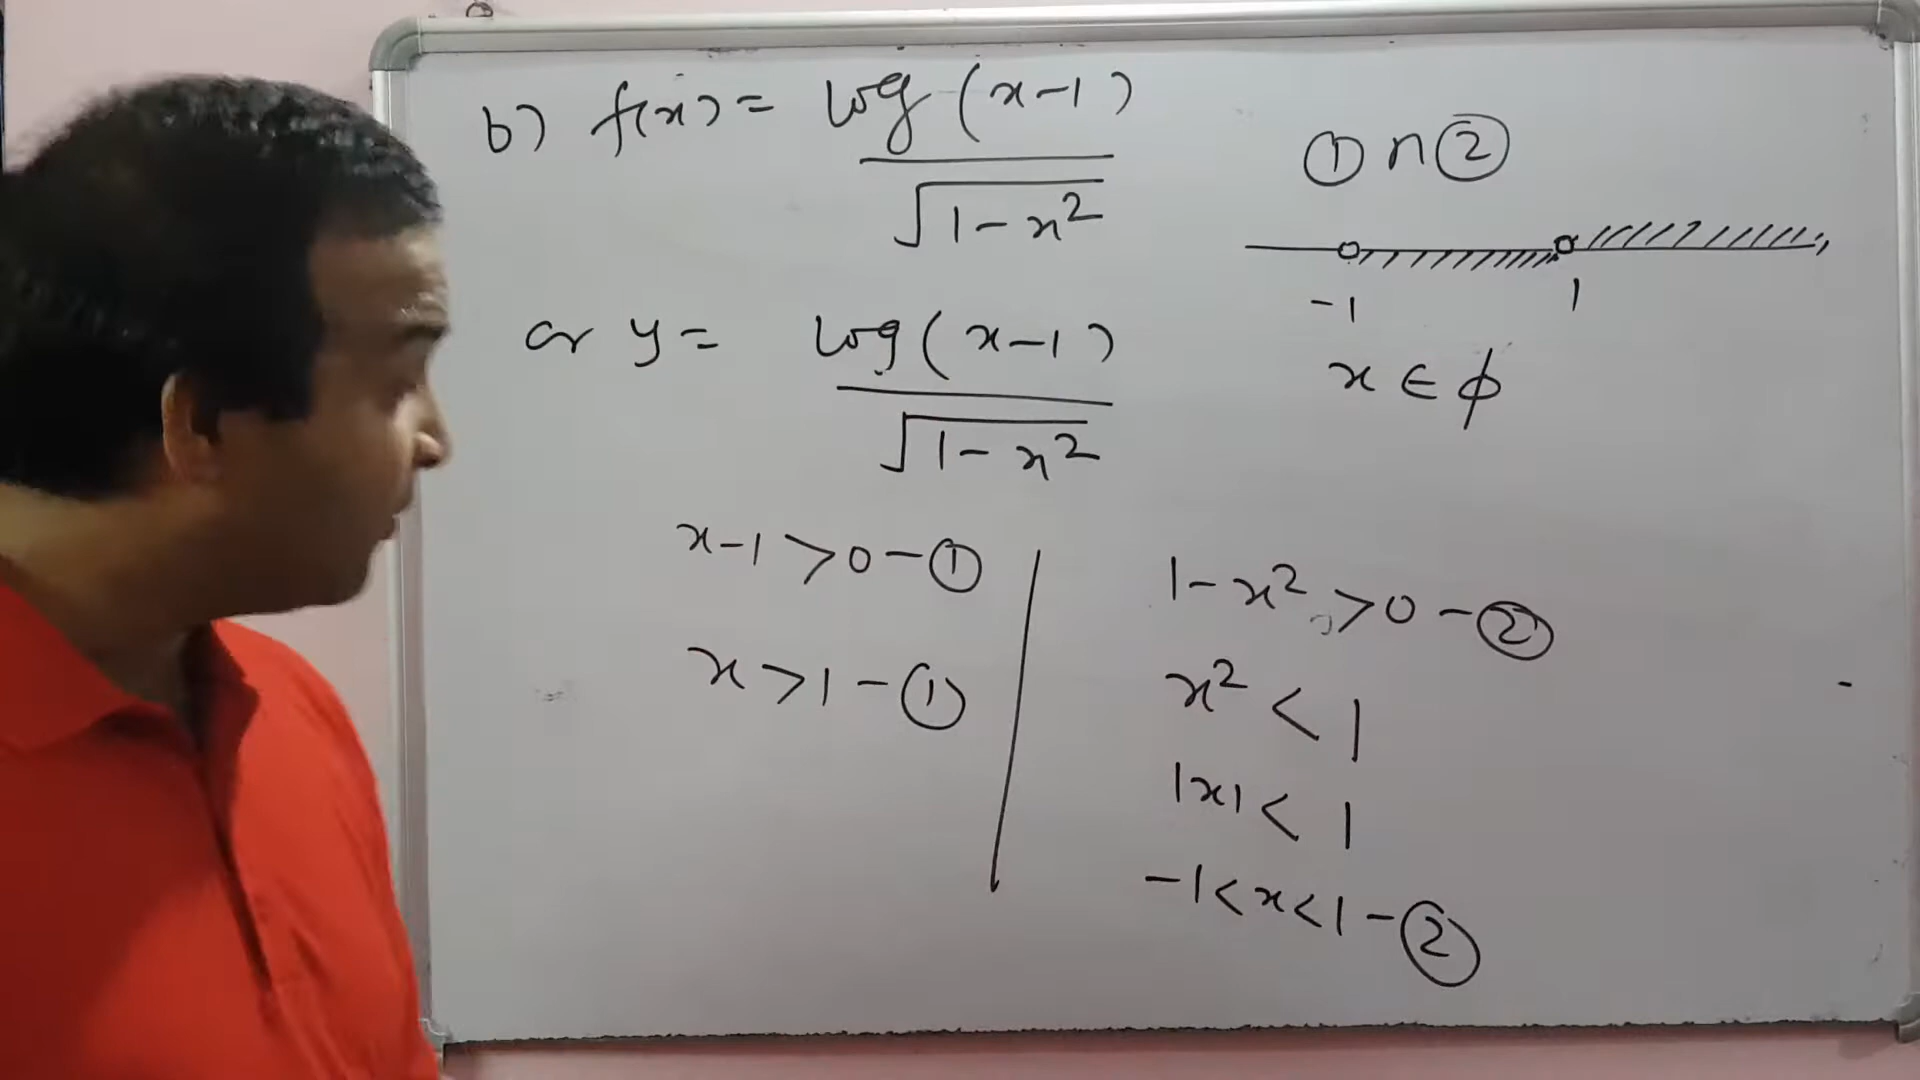 b) f(x) = log(x-1)
√1-x²
or y = log(x-1)
√1-x²
x-1 > 0 - ①
x > 1 - ①
① ∩ ②
-1 1
x ∈ ϕ
1-x² > 0 - ②
x² < 1
|x| < 1
-1 < x < 1 - ②